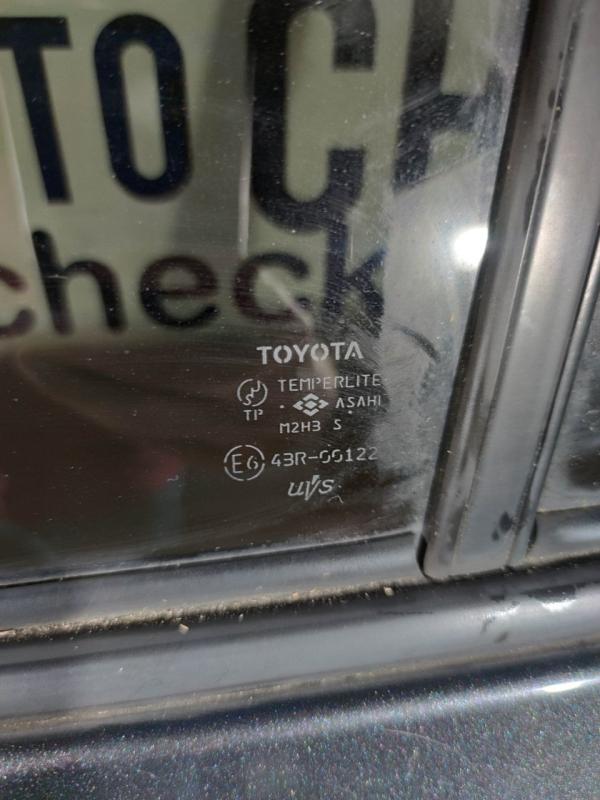 TO CH
check
TOYOTA
TEMPERLITE
TP · ASAHI
M2H3 S
E6 43R-00122
UVS